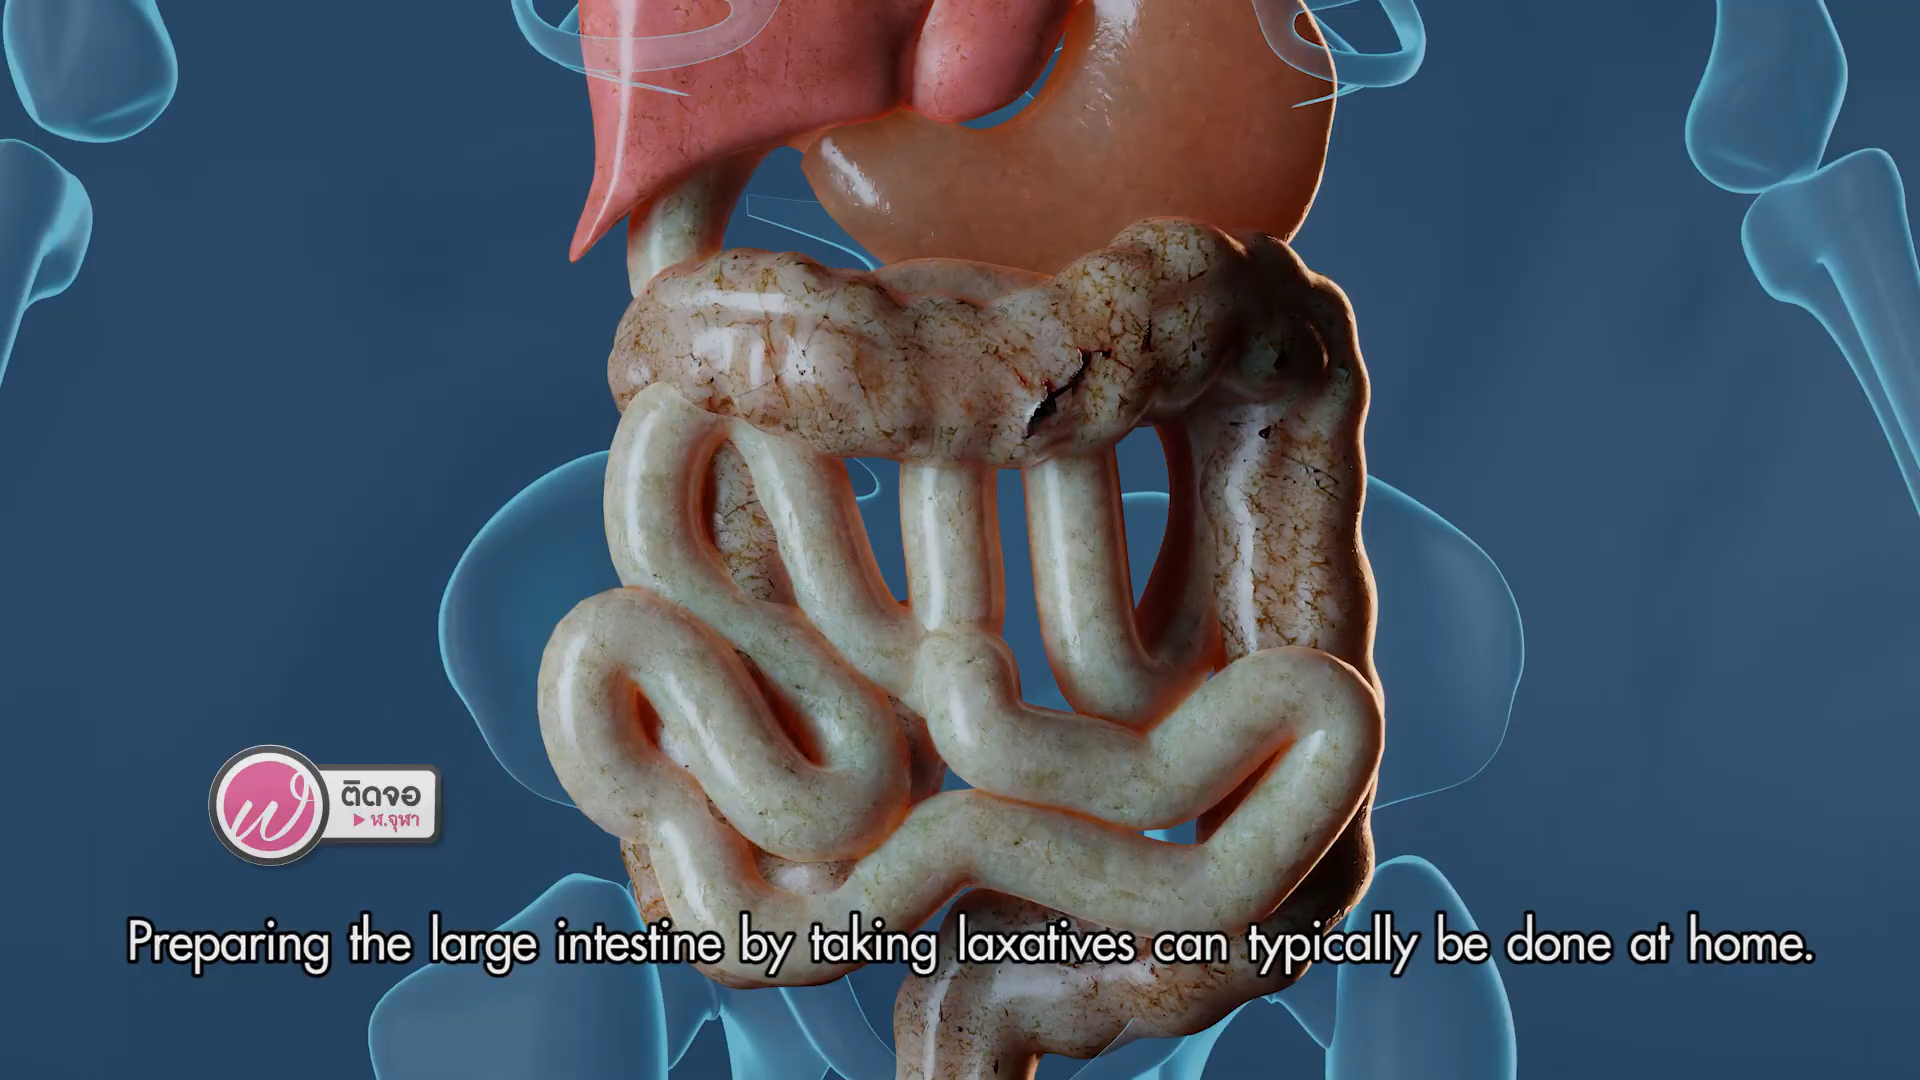 ติดจอ
ฬ.จุฬา
Preparing the large intestine by taking laxatives can typically be done at home.